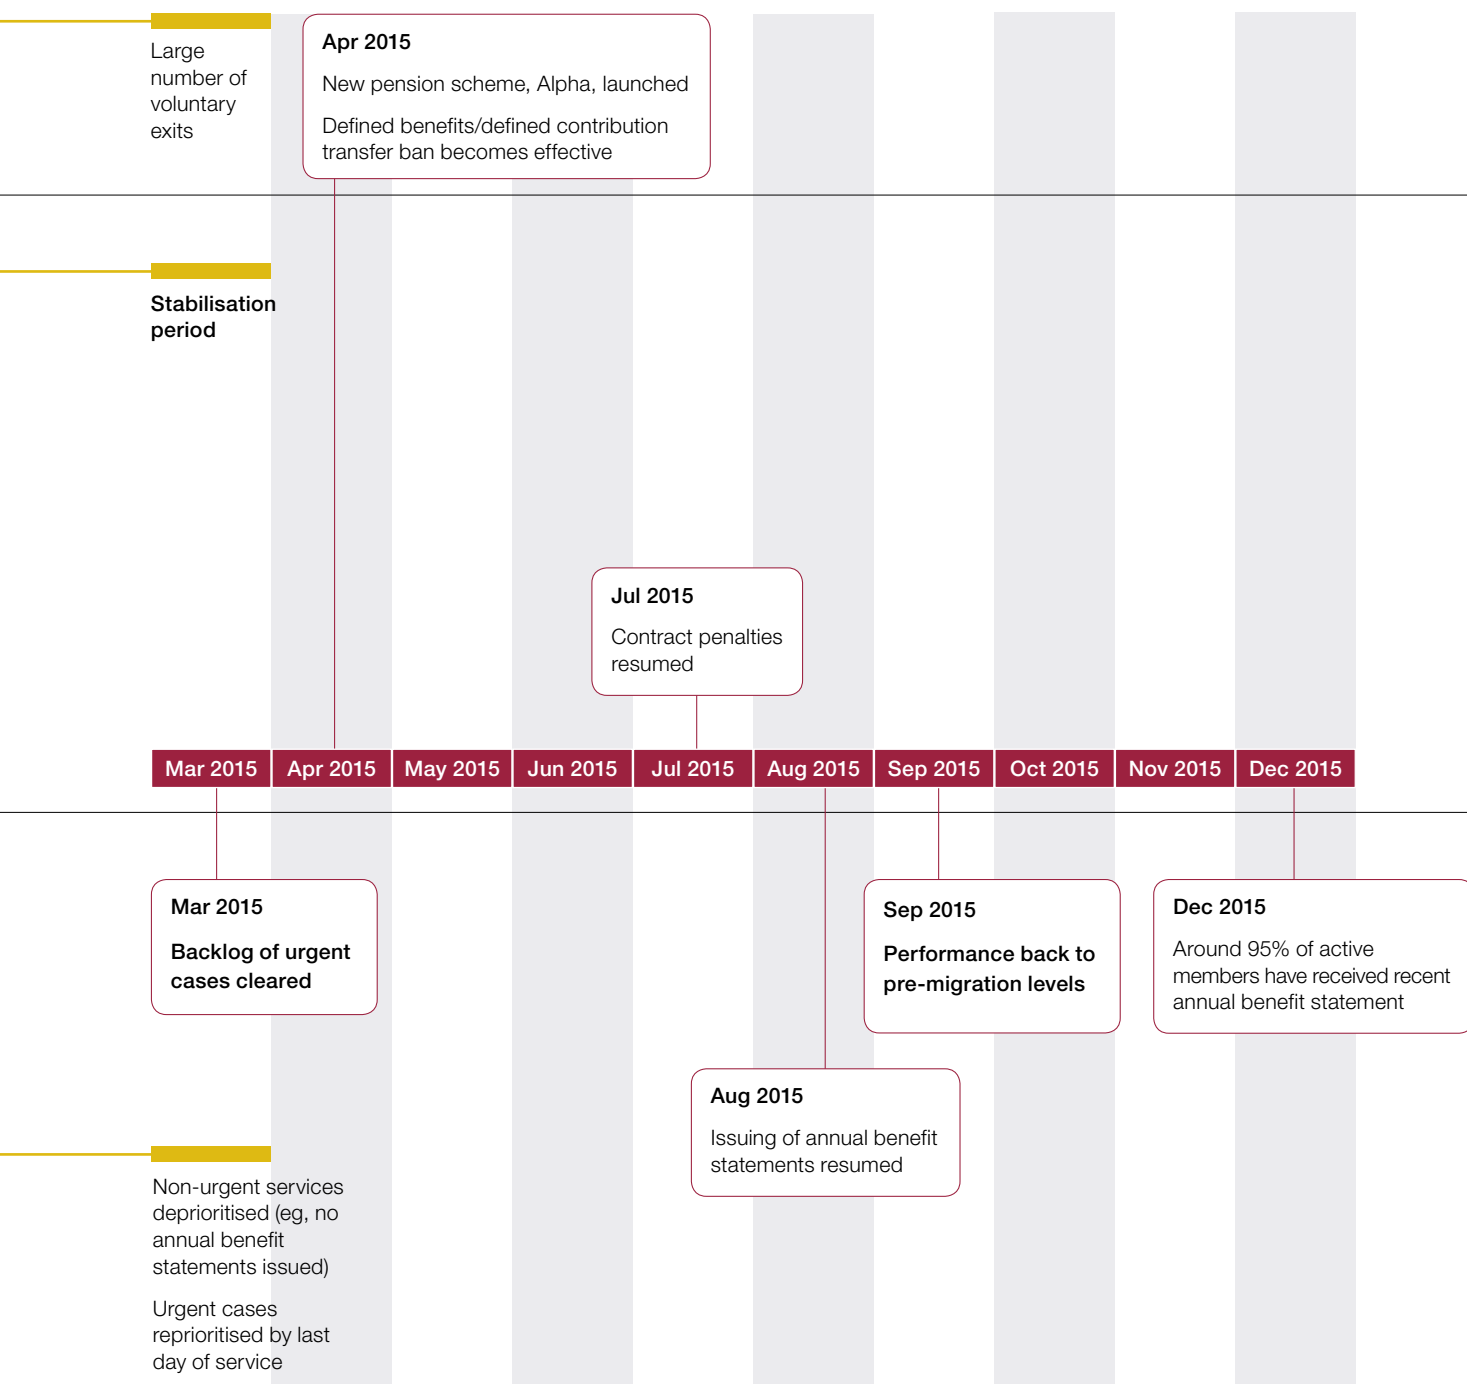 Large
number of
voluntary
exits
Apr 2015
New pension scheme, Alpha, launched
Defined benefits/defined contribution
transfer ban becomes effective
Stabilisation
period
Jul 2015
Contract penalties
resumed
Mar 2015
Apr 2015
May 2015
Jun 2015
Jul 2015
Aug 2015
Sep 2015
Oct 2015
Nov 2015
Dec 2015
Mar 2015
Backlog of urgent
cases cleared
Sep 2015
Performance back to
pre-migration levels
Dec 2015
Around 95% of active
members have received recent
annual benefit statement
Aug 2015
Issuing of annual benefit
statements resumed
Non-urgent services
deprioritised (eg, no
annual benefit
statements issued)
Urgent cases
reprioritised by last
day of service